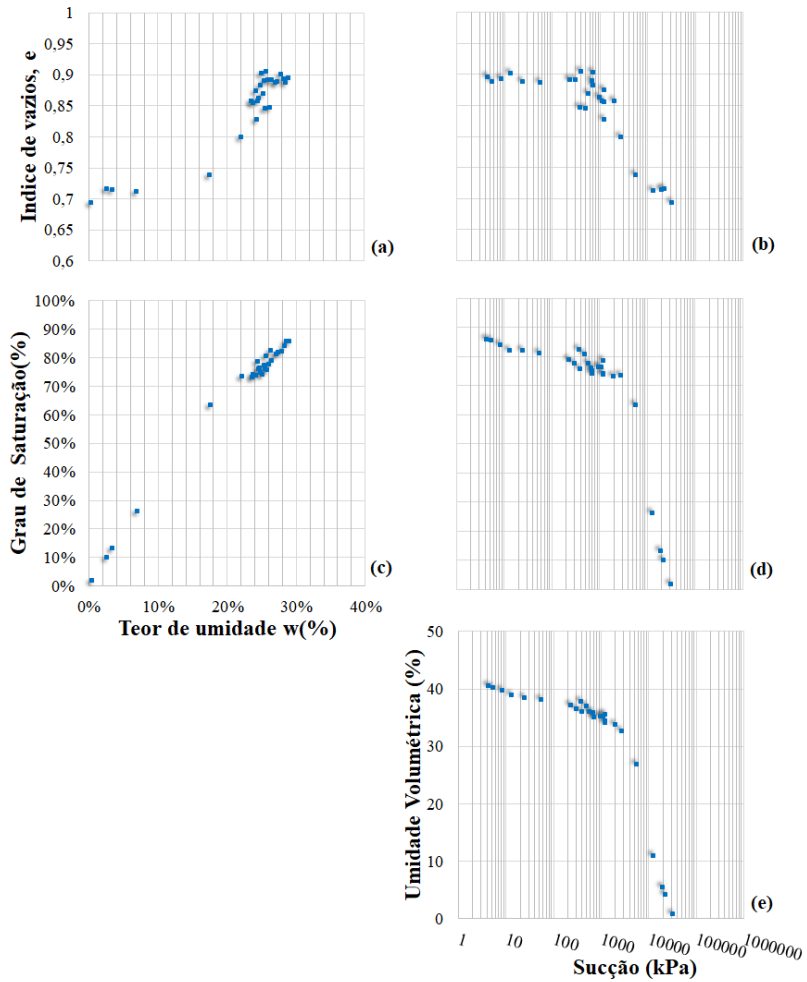 1
0,95
0,9
0,85
0,8
0,75
0,7
0,65
0,6
Indice de vazios, e
(a)
(b)
100%
90%
80%
70%
60%
50%
40%
30%
20%
10%
0%
Grau de Saturação(%)
(c)
(d)
0% 10% 20% 30% 40%
Teor de umidade w(%)
50
40
30
20
10
0
Umidade Volumétrica (%)
(e)
1 10 100 1000 10000 100000 1000000
Sucção (kPa)